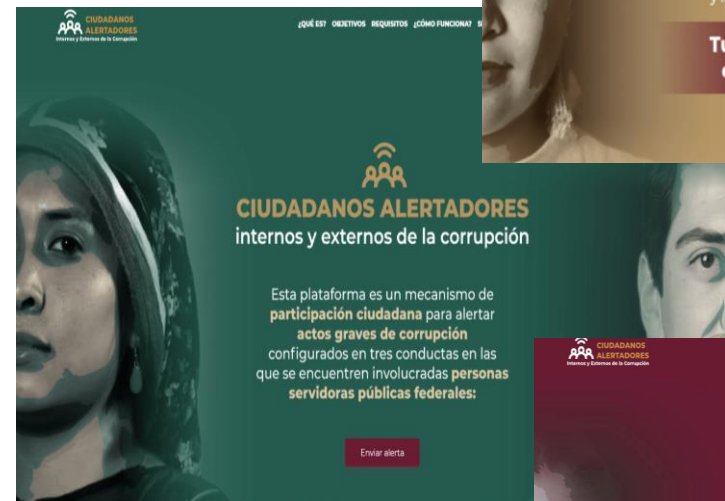 CIUDADANOS
ALERTADORES
Internos y Externos de la Corrupción
¿QUÉ ES? OBJETIVOS REQUISITOS ¿CÓMO FUNCIONA?
CIUDADANOS ALERTADORES
internos y externos de la corrupción
Esta plataforma es un mecanismo de
participación ciudadana para alertar
actos graves de corrupción
configurados en tres conductas en las
que se encuentren involucradas personas
servidoras públicas federales:
Enviar alerta
CIUDADANOS
ALERTADORES
Internos y Externos de la Corrupción